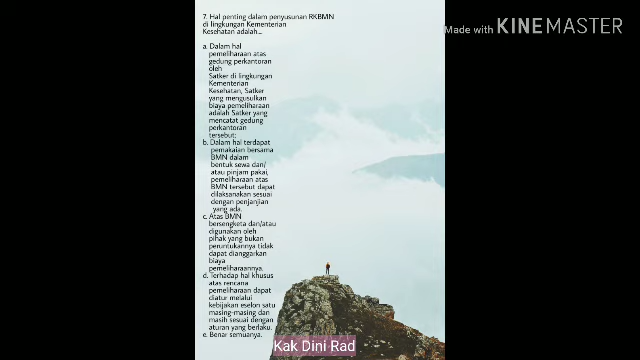 7. Hal penting dalam penyusunan RKBMN
di lingkungan Kementerian
Kesehatan adalah...
a. Dalam hal
pemeliharaan atas
gedung perkantoran
oleh
Satker di lingkungan
Kementerian
Kesehatan, Satker
yang mengusulkan
biaya pemeliharaan
adalah Satker yang
mencatat gedung
perkantoran
tersebut;
b. Dalam hal terdapat
pemakaian bersama
BMN dalam
bentuk sewa dan/
atau pinjam pakai,
pemeliharaan atas
BMN tersebut dapat
dilaksanakan sesuai
dengan penjanjian
yang ada.
c. Atas BMN
bersengketa dan/atau
digunakan oleh
pihak yang bukan
peruntukannya tidak
dapat dianggarkan
biaya
pemeliharaannya.
d. Terhadap hal khusus
atas rencana
pemeliharaan dapat
diatur melalui
kebijakan eselon satu
masing-masing dan
masih sesuai dengan
aturan yang berlaku.
e. Benar semuanya.
Kak Dini Rad
Made with KINEMASTER